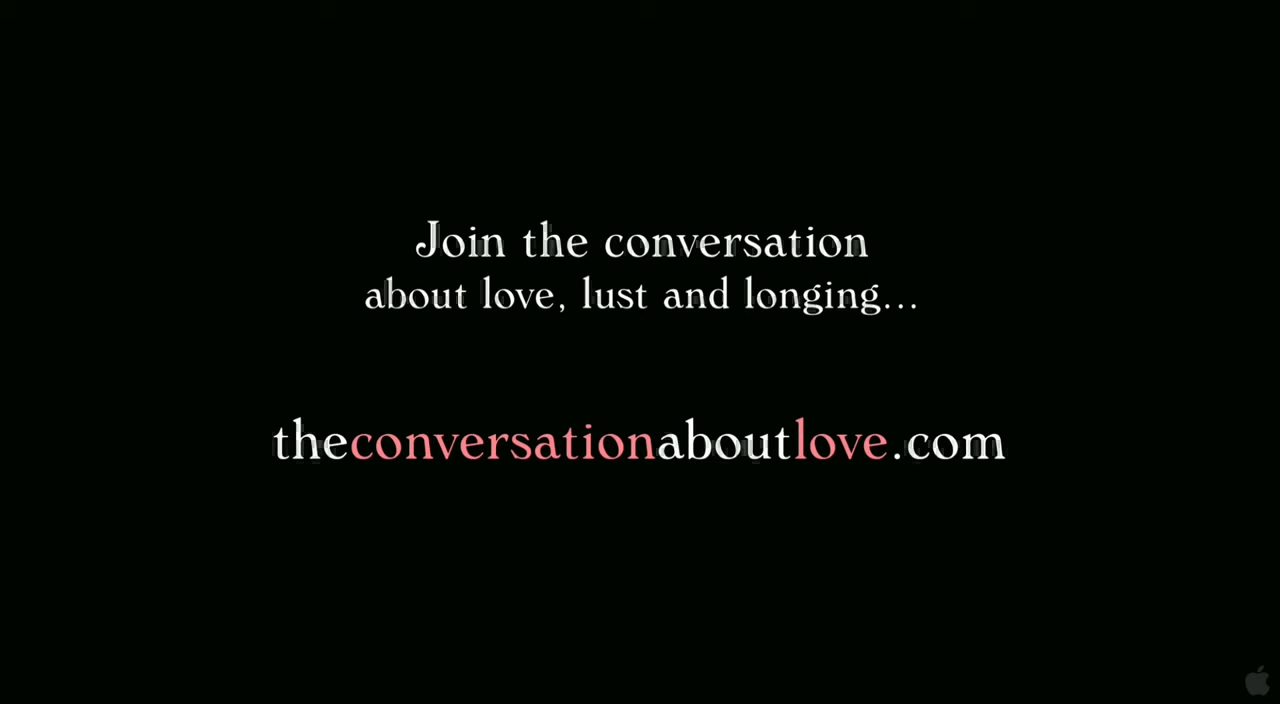 Join the conversation
about love, lust and longing...
theconversationaboutlove.com